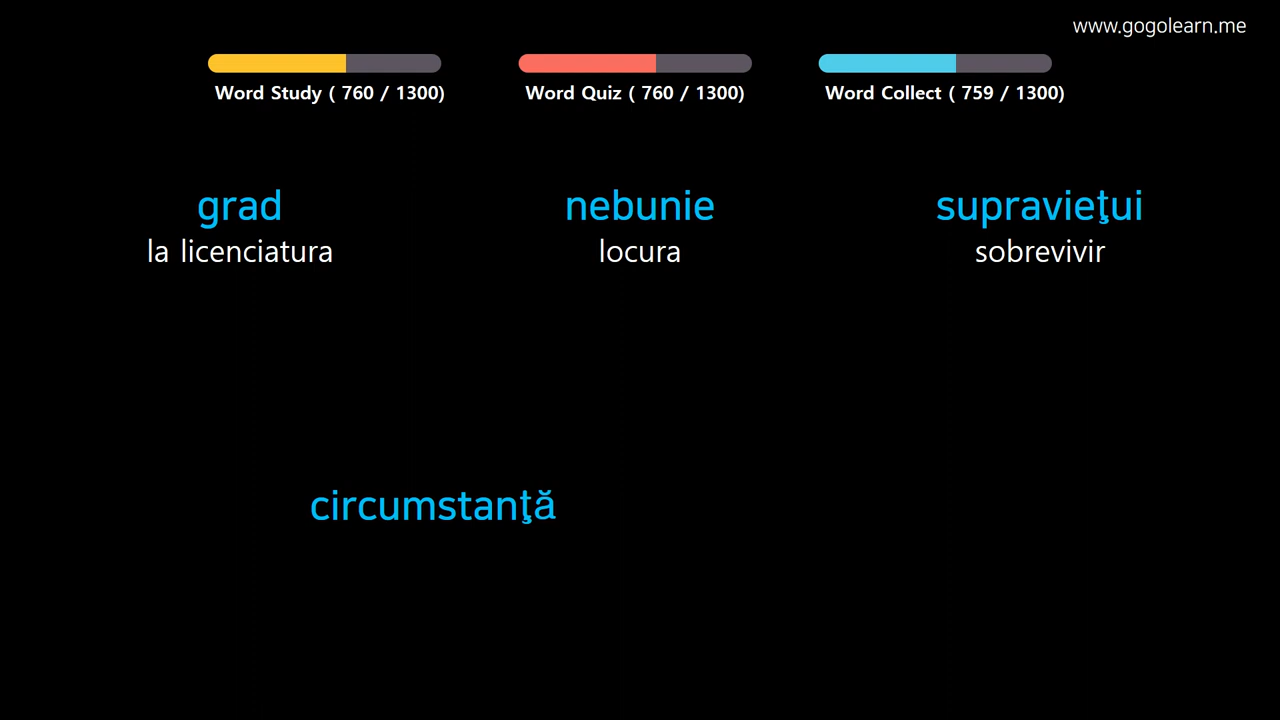 www.gogolearn.me
Word Study ( 760 / 1300)
Word Quiz ( 760 / 1300)
Word Collect ( 759 / 1300)
grad
la licenciatura
nebunie
locura
supravieţui
sobrevivir
circumstanţă